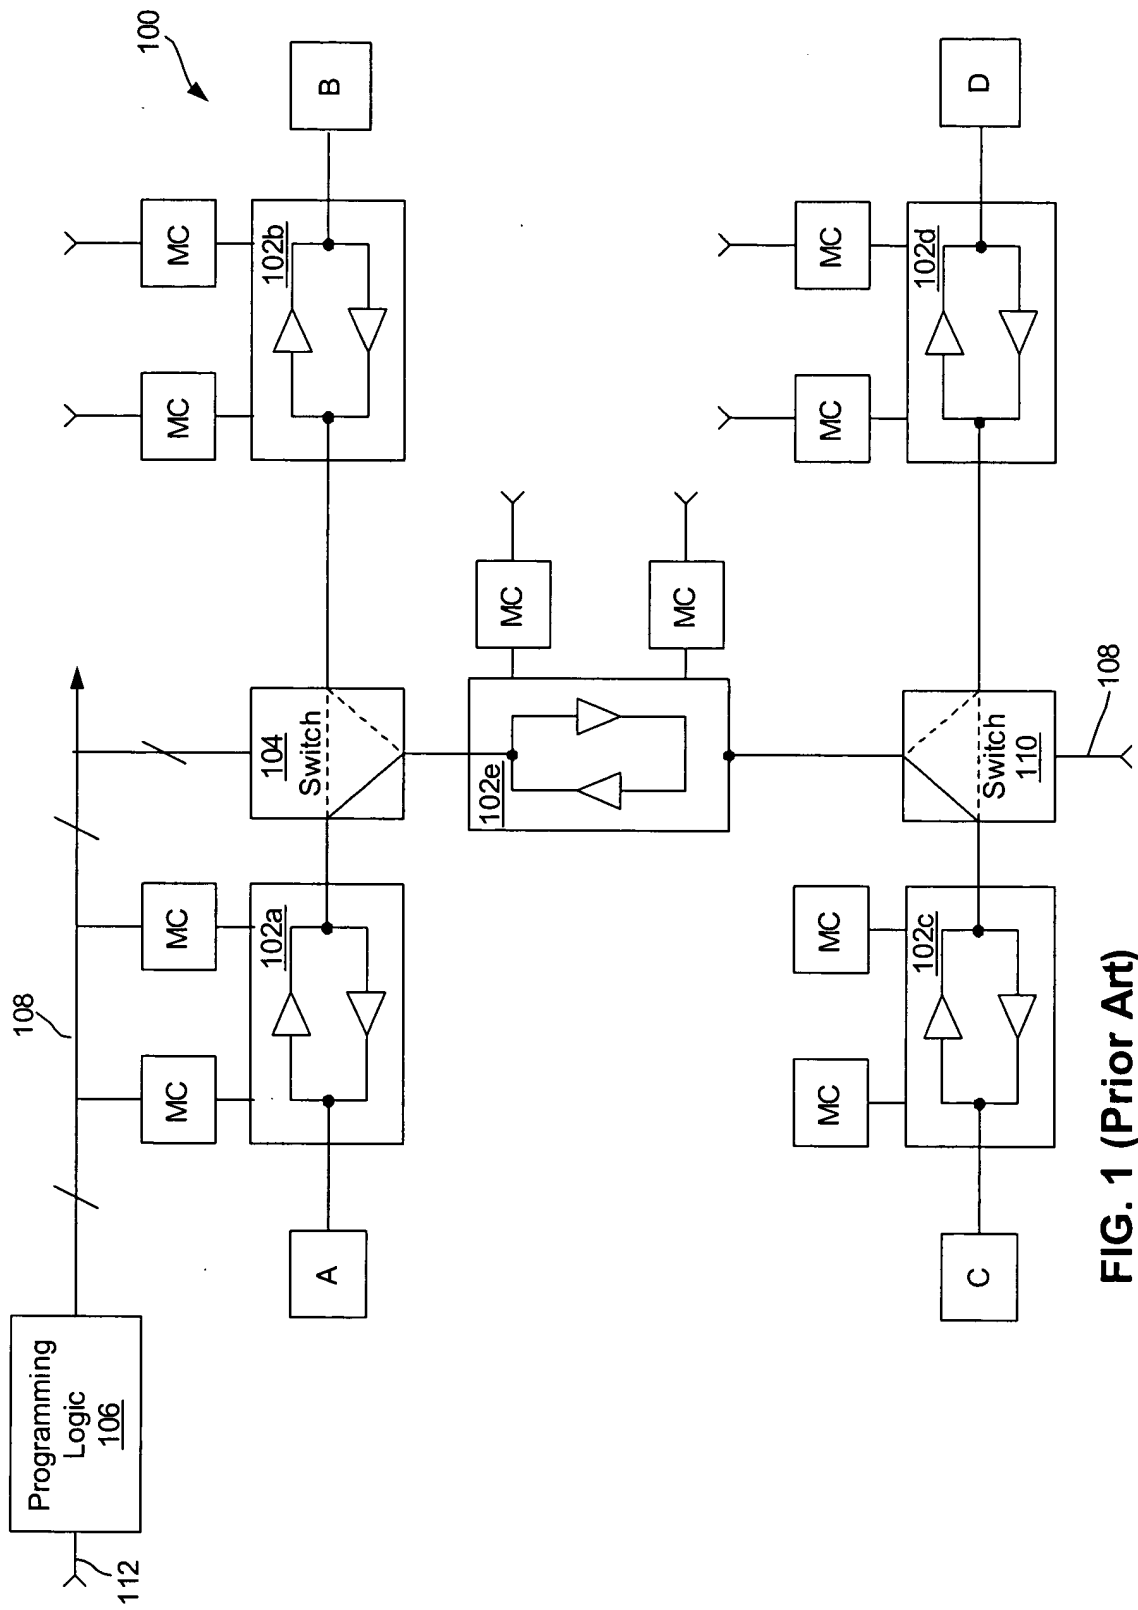 100
Programming
Logic
106
112
108
MC
MC
MC
MC
102a
104
Switch
102b
A
B
102e
MC
MC
MC
MC
MC
MC
102c
Switch
110
102d
C
D
108
FIG. 1 (Prior Art)